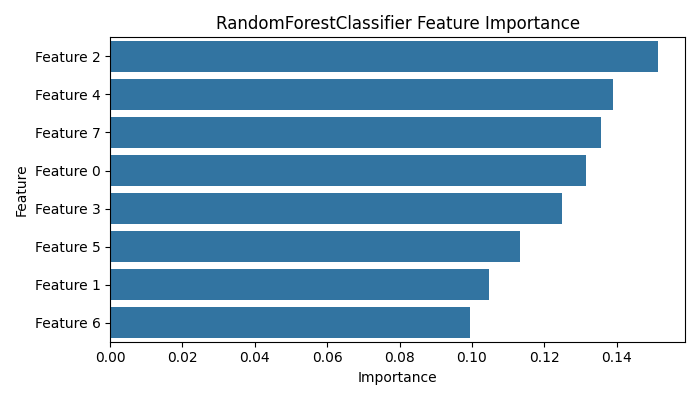 RandomForestClassifier Feature Importance
Feature 2
Feature 4
Feature 7
Feature 0
Feature 3
Feature 5
Feature 1
Feature 6
Feature
0.00 0.02 0.04 0.06 0.08 0.10 0.12 0.14
Importance